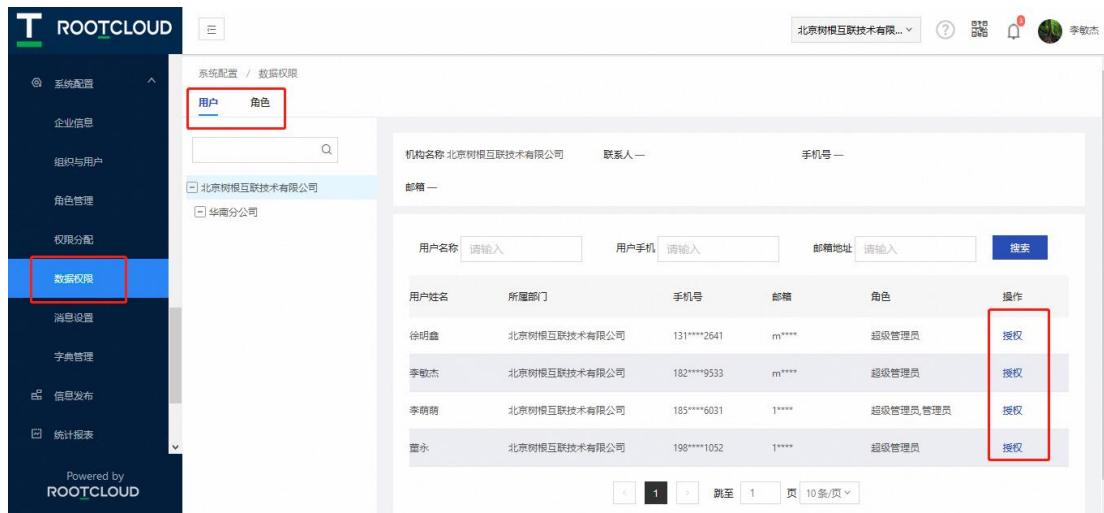 ROOTCLOUD
北京树根互联技术有限...
?
1
李敏杰
系统配置
企业信息
组织与用户
角色管理
权限分配
数据权限
消息设置
字典管理
信息发布
统计报表
Powered by
ROOTCLOUD
系统配置 / 数据权限
用户 角色
北京树根互联技术有限公司
华南分公司
机构名称 北京树根互联技术有限公司 联系人 — 手机号 —
邮箱 —
用户名称 请输入 用户手机 请输入 邮箱地址 请输入 搜索
用户姓名 所属部门 手机号 邮箱 角色 操作
徐明鑫 北京树根互联技术有限公司 131****2641 m**** 超级管理员 授权
李敏杰 北京树根互联技术有限公司 182****9533 m**** 超级管理员 授权
李萌萌 北京树根互联技术有限公司 185****6031 1**** 超级管理员,管理员 授权
董永 北京树根互联技术有限公司 198****1052 1**** 超级管理员 授权
< 1 > 跳至 1 页 10 条/页